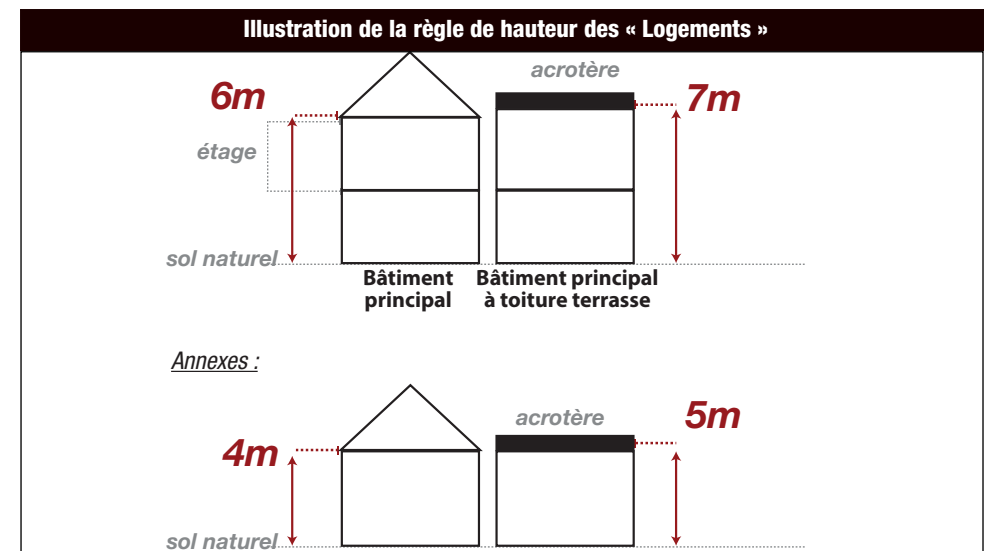 Illustration de la règle de hauteur des « Logements »
acrotère
6m
7m
étage
sol naturel
Bâtiment principal
Bâtiment principal à toiture terrasse
Annexes :
acrotère
5m
4m
sol naturel